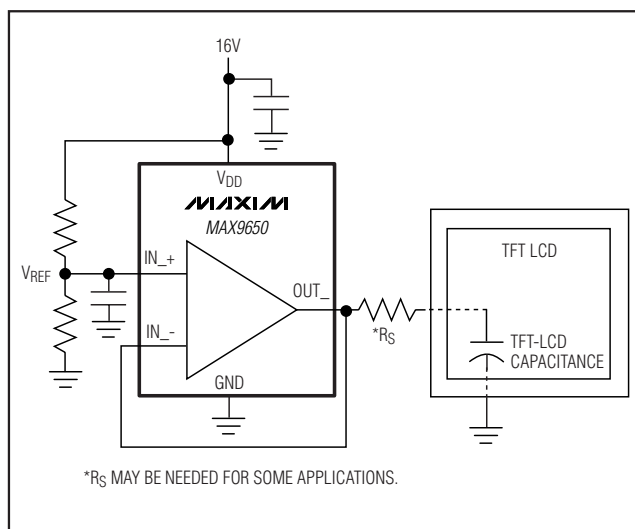 16V
VDD
MAXIM
MAX9650
TFT LCD
VREF
IN_+
OUT_
*RS
IN_-
TFT-LCD
CAPACITANCE
GND
*RS MAY BE NEEDED FOR SOME APPLICATIONS.